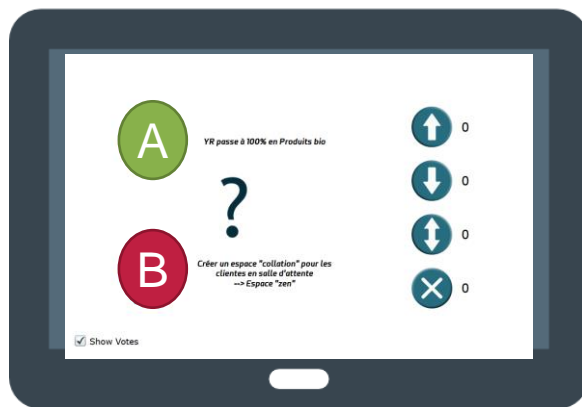 A
YR passe à 100% en Produits bio
0
0
?
B
Créer un espace "collation" pour les
clientes en salle d'attente
--> Espace "zen"
0
0
Show Votes